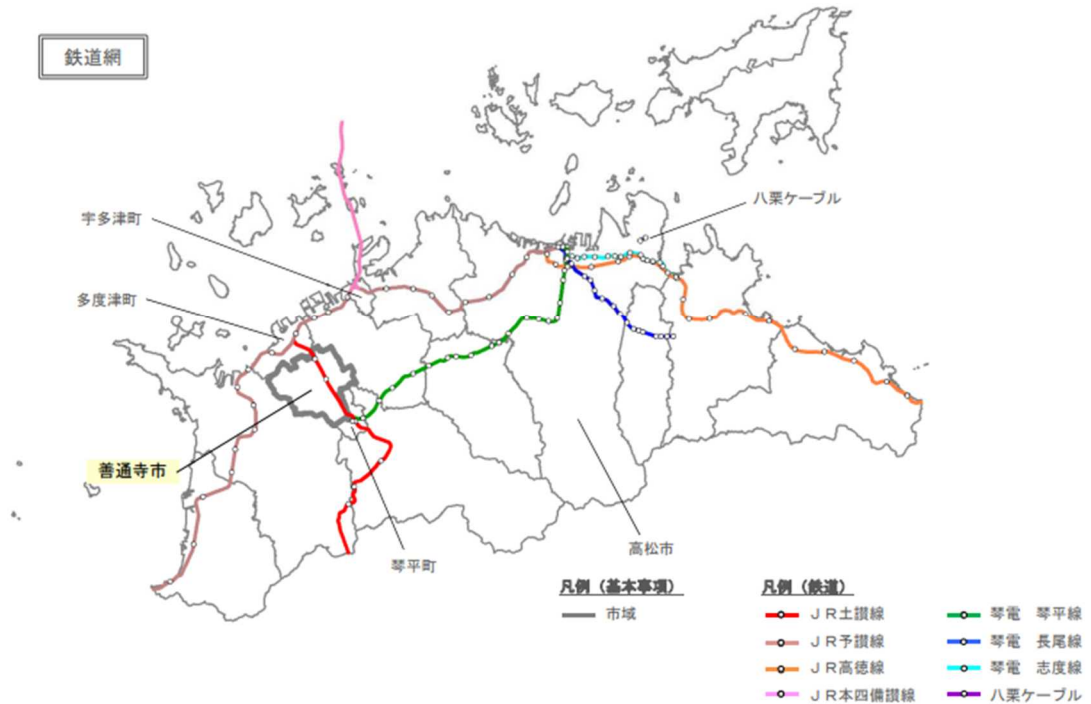 鉄道網
八栗ケーブル
宇多津町
多度津町
善通寺市
琴平町
高松市
凡例（基本事項）
市域
凡例（鉄道）
ＪＲ土讃線
ＪＲ予讃線
ＪＲ高徳線
ＪＲ本四備讃線
琴電　琴平線
琴電　長尾線
琴電　志度線
八栗ケーブル